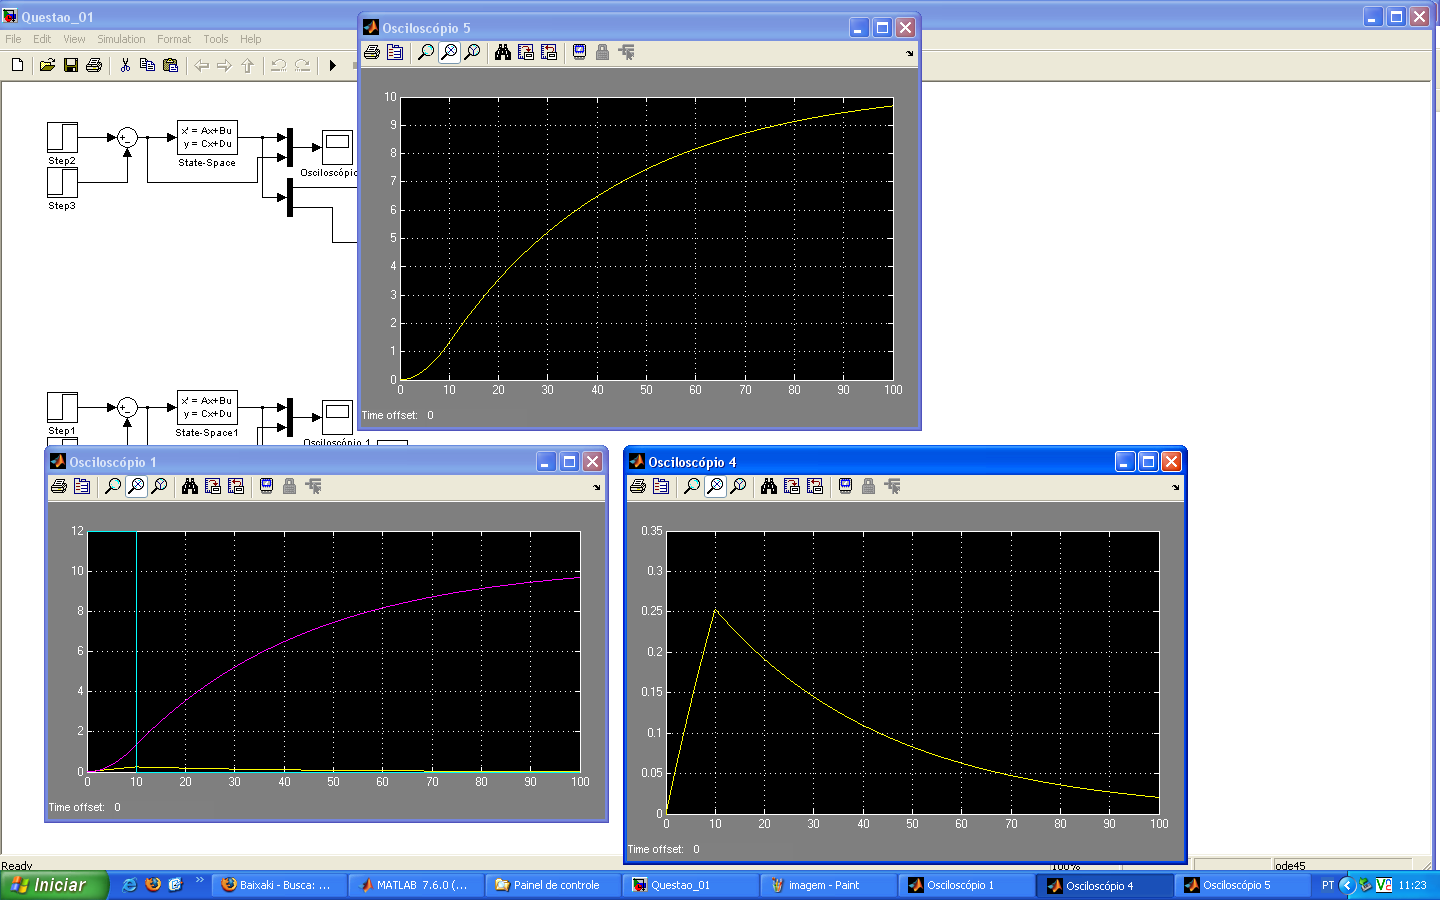 Questao_01
File Edit View Simulation Format Tools Help
Step2
+
-
x' = Ax+Bu
y = Cx+Du
State-Space
Step3
Osciloscópio
Step1
+
-
x' = Ax+Bu
y = Cx+Du
State-Space1
Osciloscópio 1
Osciloscópio 5
10
9
8
7
6
5
4
3
2
1
0
0 10 20 30 40 50 60 70 80 90 100
Time offset: 0
Osciloscópio 1
12
10
8
6
4
2
0
0 10 20 30 40 50 60 70 80 90 100
Time offset: 0
Osciloscópio 4
0.35
0.3
0.25
0.2
0.15
0.1
0.05
0
0 10 20 30 40 50 60 70 80 90 100
Time offset: 0
Ready 100% ode45
Iniciar
Baixaki - Busca: ...
MATLAB 7.6.0 (...
Painel de controle
Questao_01
imagem - Paint
Osciloscópio 1
Osciloscópio 4
Osciloscópio 5
PT
11:23